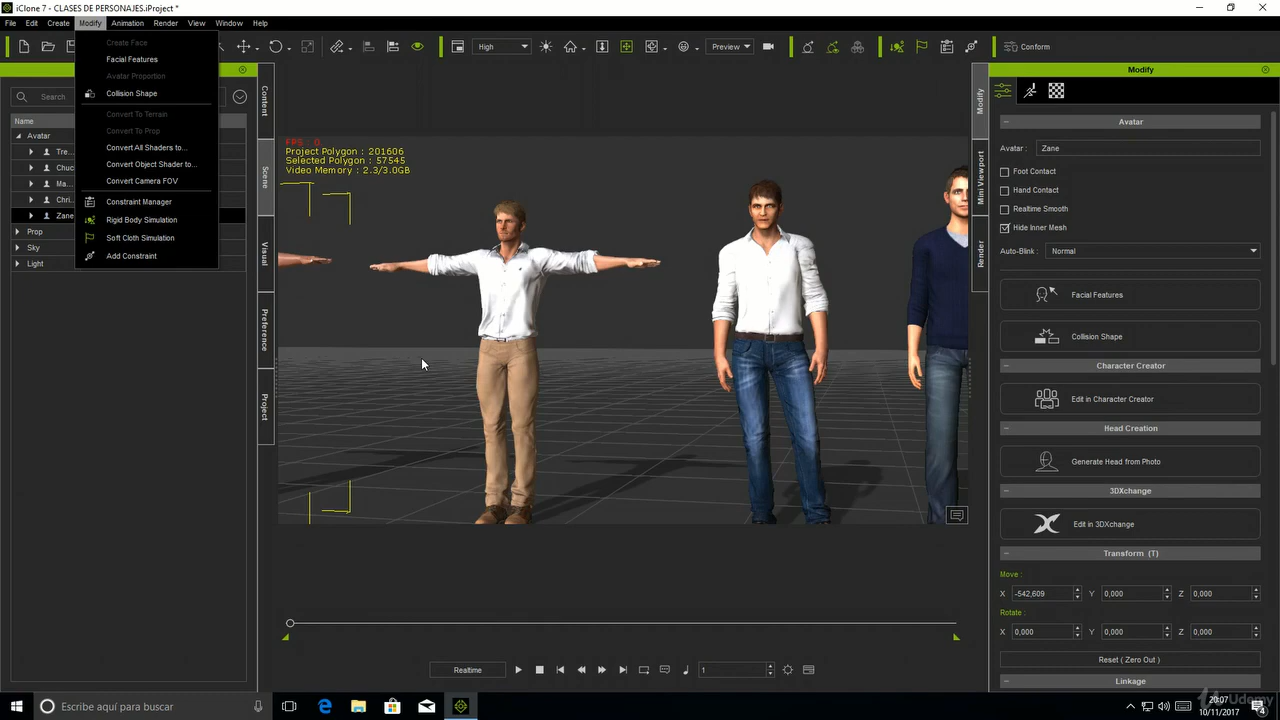 iClone 7 - CLASES DE PERSONAJES.iProject *
File Edit Create Modify Animation Render View Window Help
High
Preview
Conform
Create Face
Facial Features
Avatar Proportion
Collision Shape
Convert To Terrain
Convert To Prop
Convert All Shaders to...
Convert Object Shader to...
Convert Camera FOV
Constraint Manager
Rigid Body Simulation
Soft Cloth Simulation
Add Constraint
Search
Name
Avatar
Tre...
Chuc
Ma...
Chri...
Zane
Prop
Sky
Light
Content
Scene
Visual
Preference
Project
FPS : 0
Project Polygon : 201606
Selected Polygon : 57545
Video Memory : 2.3/3.0GB
Modify
Mini Viewport
Render
Modify
Avatar
Avatar : Zane
Foot Contact
Hand Contact
Realtime Smooth
Hide Inner Mesh
Auto-Blink : Normal
Facial Features
Collision Shape
Character Creator
Edit in Character Creator
Head Creation
Generate Head from Photo
3DXchange
Edit in 3DXchange
Transform (T)
Move :
X -542,609 Y 0,000 Z 0,000
Rotate :
X 0,000 Y 0,000 Z 0,000
Reset ( Zero Out )
Linkage
Realtime
1
Escribe aquí para buscar
20:07
10/11/2017
4
Udemy